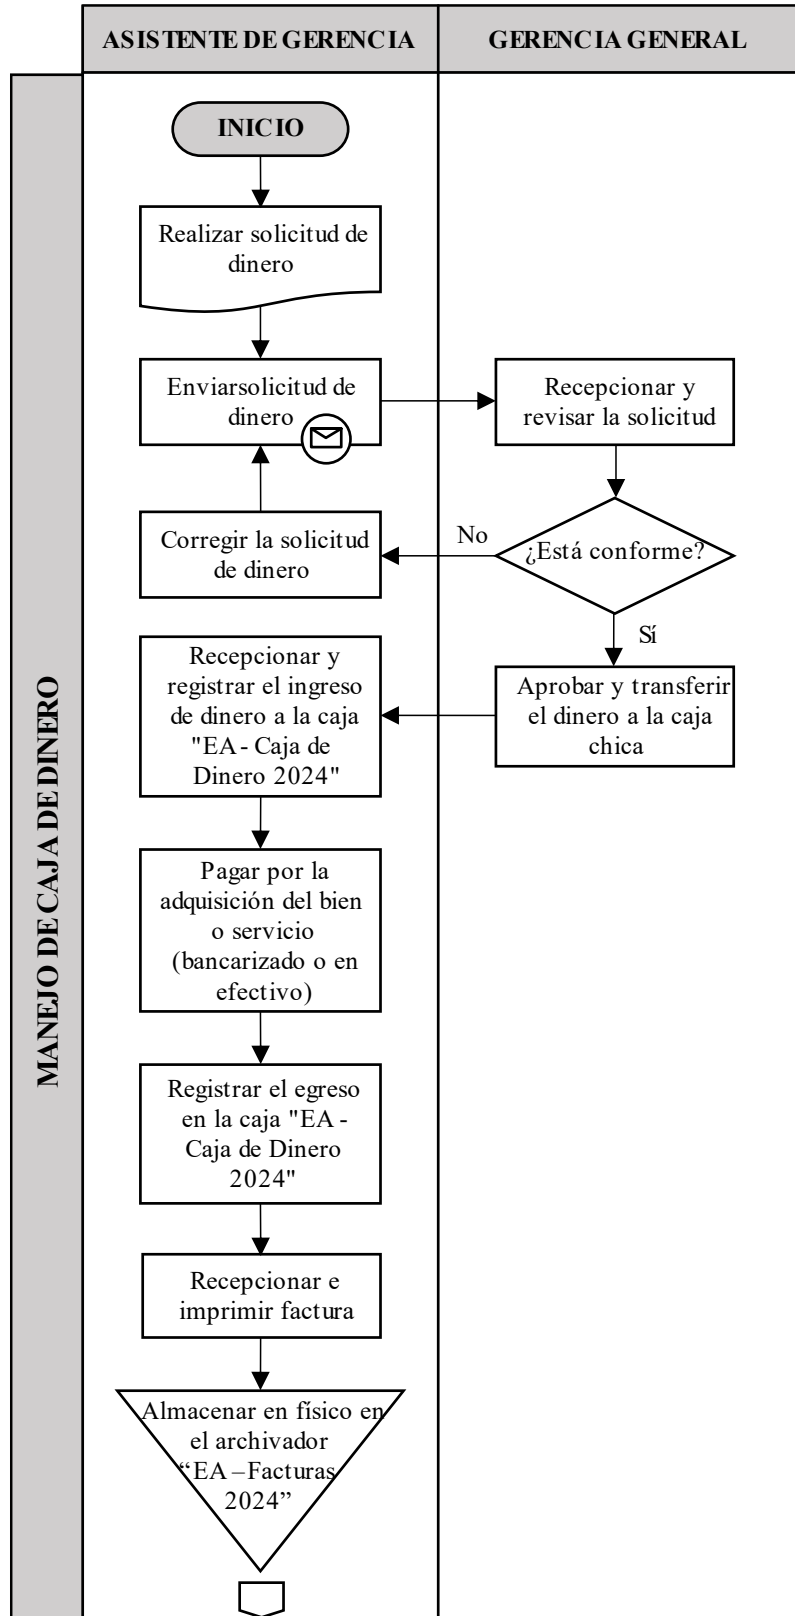 ASISTENTE DE GERENCIA
GERENCIA GENERAL
MANEJO DE CAJA DE DINERO
INICIO
Realizar solicitud de
dinero
Enviarsolicitud de
dinero
Recepcionar y
revisar la solicitud
¿Está conforme?
No
Corregir la solicitud
de dinero
Sí
Aprobar y transferir
el dinero a la caja
chica
Recepcionar y
registrar el ingreso
de dinero a la caja
"EA - Caja de
Dinero 2024"
Pagar por la
adquisición del bien
o servicio
(bancarizado o en
efectivo)
Registrar el egreso
en la caja "EA -
Caja de Dinero
2024"
Recepcionar e
imprimir factura
Almacenar en físico en
el archivador
“EA – Facturas
2024”